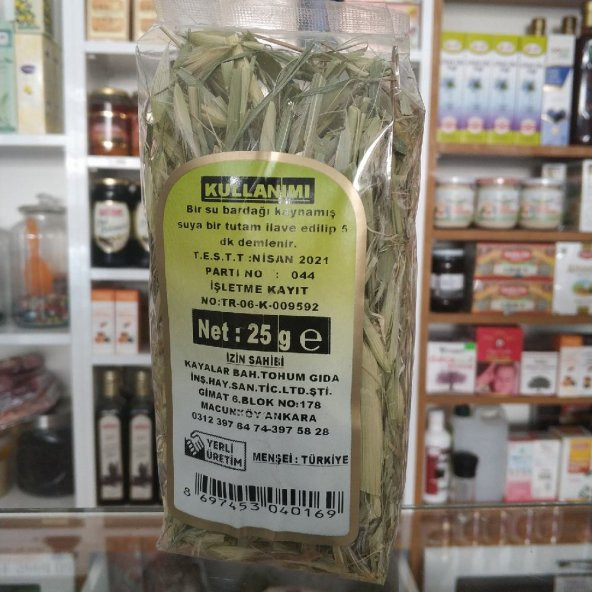 KULLANIMI
Bir su bardağı kaynamış
suya bir tutam ilave edilip 5
dk demlenir.
T.E.S.T.T :NİSAN 2021
PARTI NO : 044
İŞLETME KAYIT
NO:TR-06-K-009592
Net : 25 g e
İZİN SAHİBİ
KAYALAR BAH.TOHUM GIDA
İNŞ.HAY.SAN.TİC.LTD.ŞTİ.
GİMAT 6.BLOK NO:178
MACUNKÖY ANKARA
0312 397 64 74-397 58 28
YERLİ
ÜRETİM
MENŞEİ : TÜRKİYE
8 697453 040169